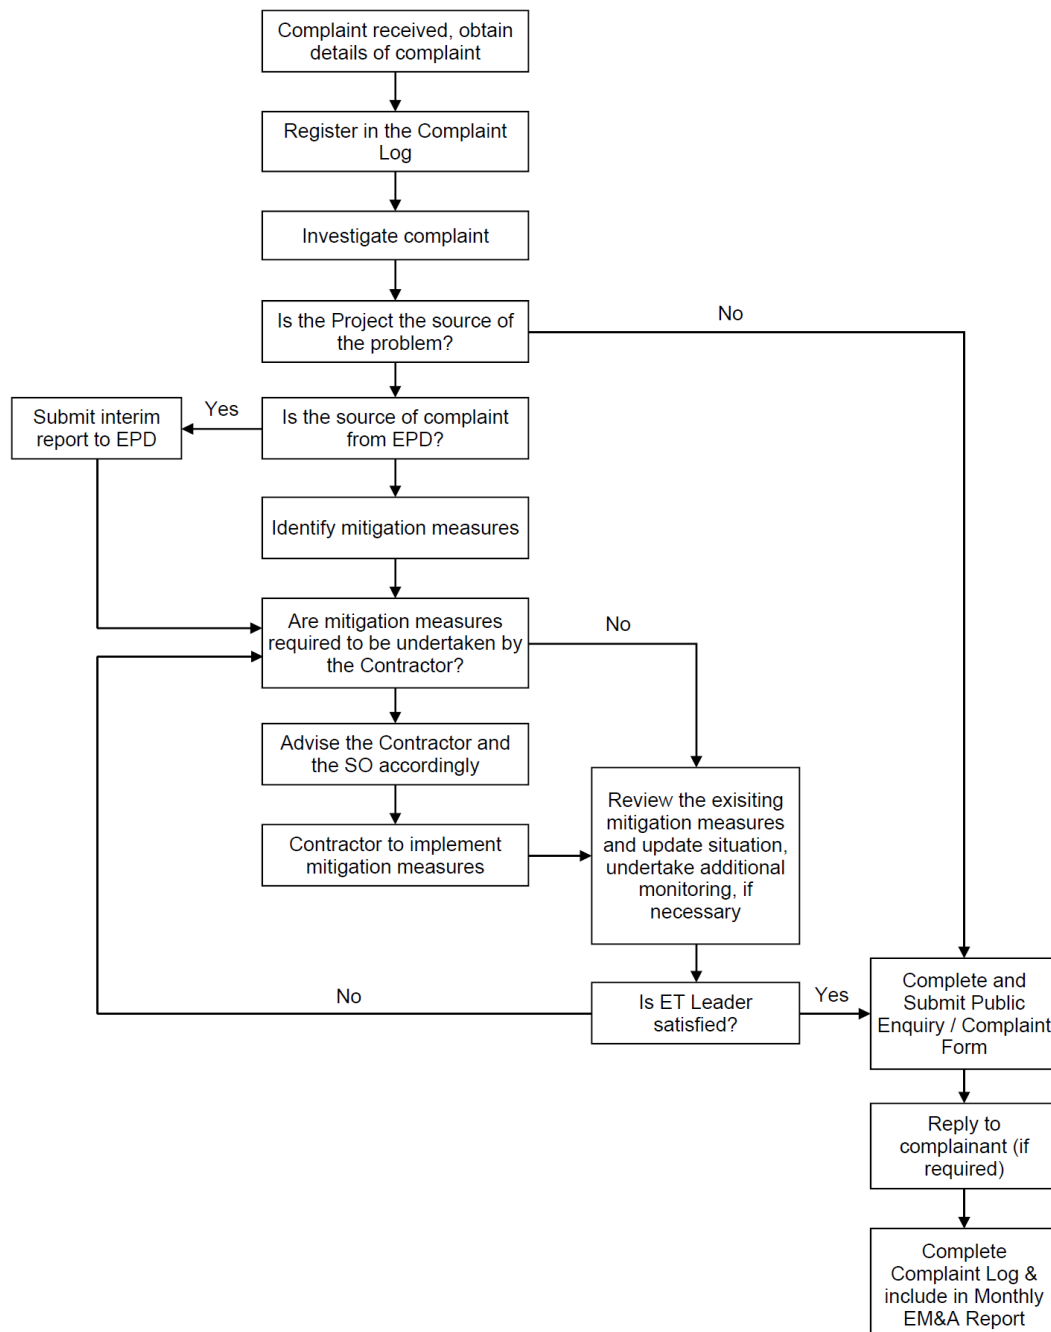 Complaint received, obtain
details of complaint
Register in the Complaint
Log
Investigate complaint
Is the Project the source of
the problem?
No
Submit interim
report to EPD
Yes
Is the source of complaint
from EPD?
Identify mitigation measures
Are mitigation measures
required to be undertaken by
the Contractor?
No
Advise the Contractor and
the SO accordingly
Contractor to implement
mitigation measures
Review the exisiting
mitigation measures
and update situation,
undertake additional
monitoring, if
necessary
No
Is ET Leader
satisfied?
Yes
Complete and
Submit Public
Enquiry / Complaint
Form
Reply to
complainant (if
required)
Complete
Complaint Log &
include in Monthly
EM&A Report